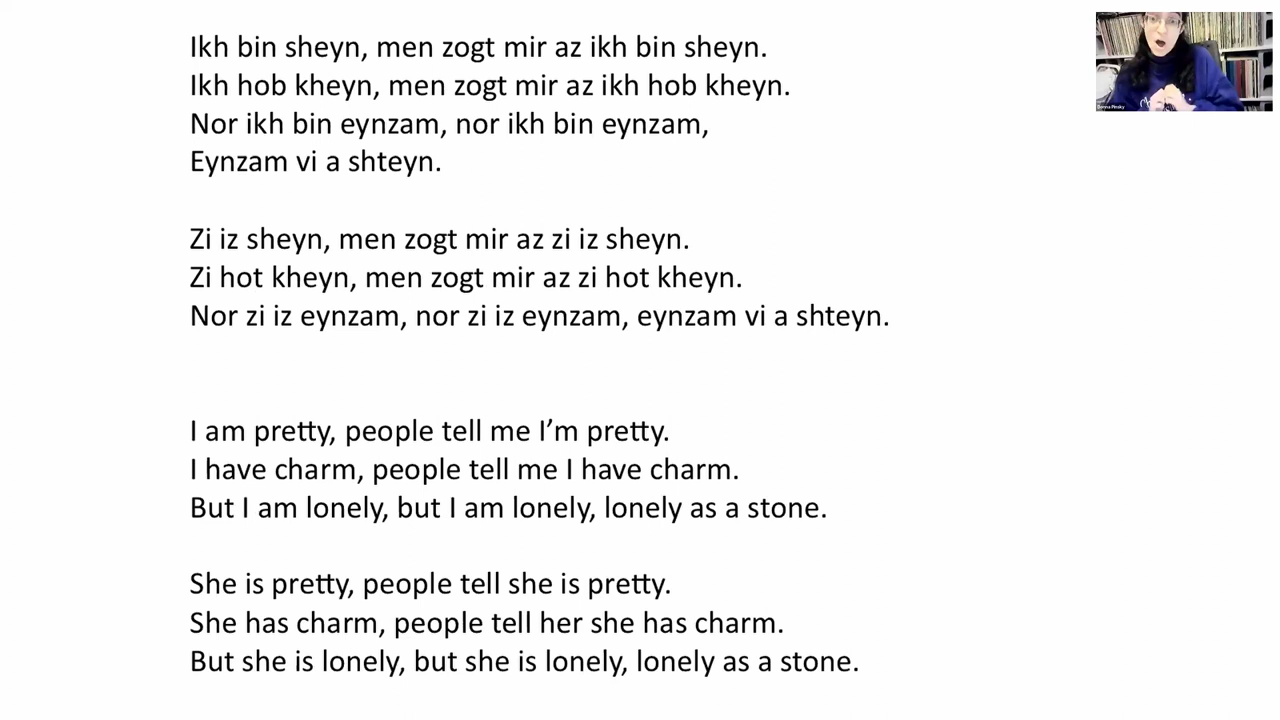 Ikh bin sheyn, men zogt mir az ikh bin sheyn.
Ikh hob kheyn, men zogt mir az ikh hob kheyn.
Nor ikh bin eynzam, nor ikh bin eynzam,
Eynzam vi a shteyn.
Zi iz sheyn, men zogt mir az zi iz sheyn.
Zi hot kheyn, men zogt mir az zi hot kheyn.
Nor zi iz eynzam, nor zi iz eynzam, eynzam vi a shteyn.
I am pretty, people tell me I’m pretty.
I have charm, people tell me I have charm.
But I am lonely, but I am lonely, lonely as a stone.
She is pretty, people tell she is pretty.
She has charm, people tell her she has charm.
But she is lonely, but she is lonely, lonely as a stone.